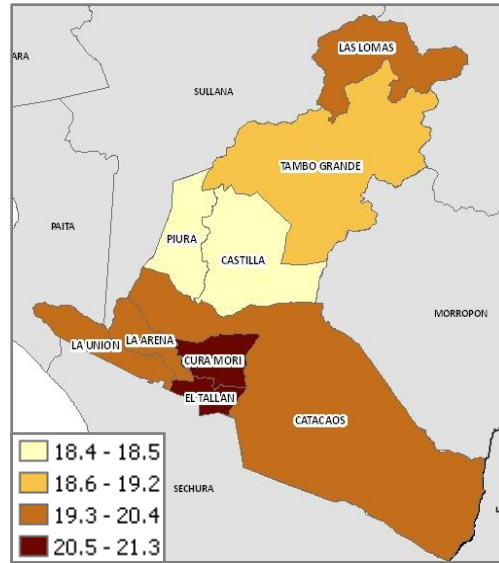 LAS LOMAS
ARA
SULLANA
TAMBO GRANDE
PAITA
PIURA
CASTILLA
MORROPON
LA UNION
LA ARENA
CURA MORI
EL TALLAN
CATACAOS
SECHURA
L
18.4 - 18.5
18.6 - 19.2
19.3 - 20.4
20.5 - 21.3